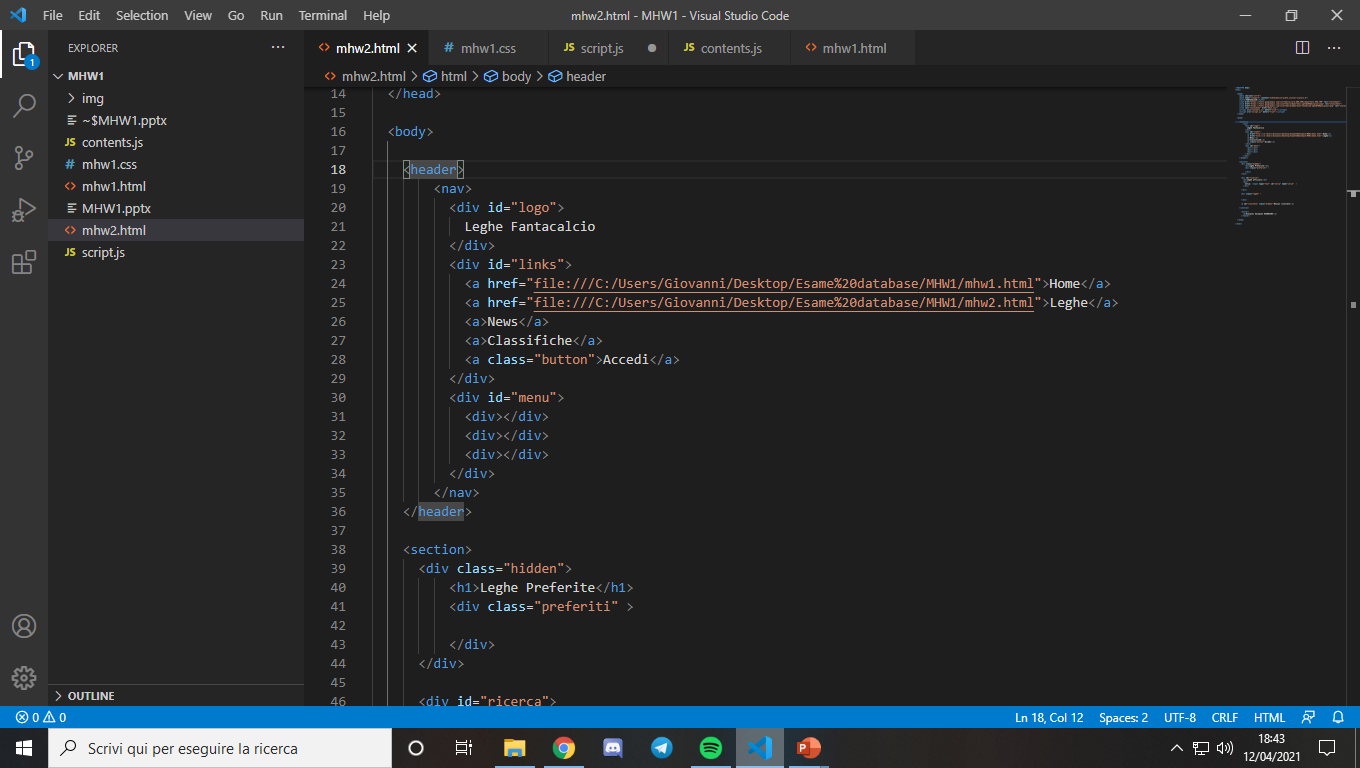 File Edit Selection View Go Run Terminal Help
mhw2.html - MHW1 - Visual Studio Code
EXPLORER
1
MHW1
img
~$MHW1.pptx
JS contents.js
# mhw1.css
<> mhw1.html
MHW1.pptx
<> mhw2.html
JS script.js
OUTLINE
<> mhw2.html
# mhw1.css
JS script.js
JS contents.js
<> mhw1.html
<> mhw2.html > html > body > header
14 </head>
15
16 <body>
17
18 <header>
19 <nav>
20 <div id="logo">
21 Leghe Fantacalcio
22 </div>
23 <div id="links">
24 <a href="file:///C:/Users/Giovanni/Desktop/Esame%20database/MHW1/mhw1.html">Home</a>
25 <a href="file:///C:/Users/Giovanni/Desktop/Esame%20database/MHW1/mhw2.html">Leghe</a>
26 <a>News</a>
27 <a>Classifiche</a>
28 <a class="button">Accedi</a>
29 </div>
30 <div id="menu">
31 <div></div>
32 <div></div>
33 <div></div>
34 </div>
35 </nav>
36 </header>
37
38 <section>
39 <div class="hidden">
40 <h1>Leghe Preferite</h1>
41 <div class="preferiti" >
42
43 </div>
44 </div>
45
46 <div id="ricerca">
0 0
Ln 18, Col 12 Spaces: 2 UTF-8 CRLF HTML
Scrivi qui per eseguire la ricerca
18:43
12/04/2021